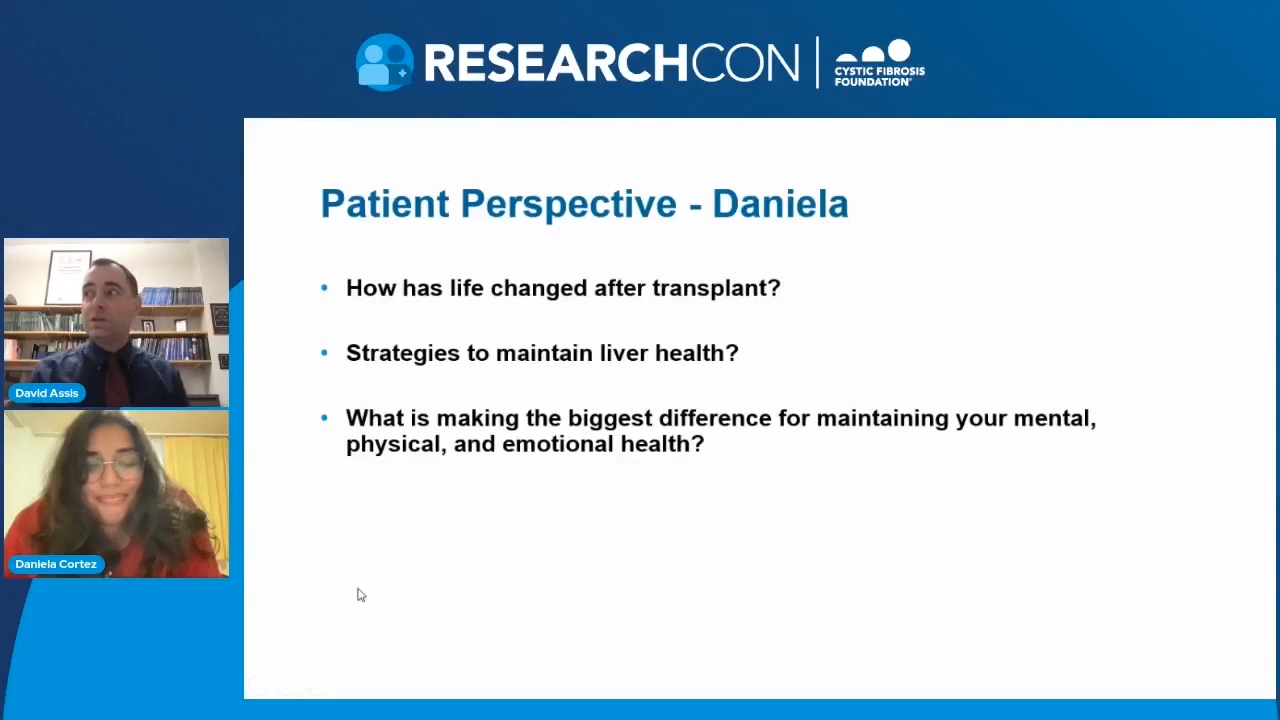 RESEARCHCON
CYSTIC FIBROSIS
FOUNDATION
Patient Perspective - Daniela
• How has life changed after transplant?
• Strategies to maintain liver health?
• What is making the biggest difference for maintaining your mental,
physical, and emotional health?
David Assis
Daniela Cortez